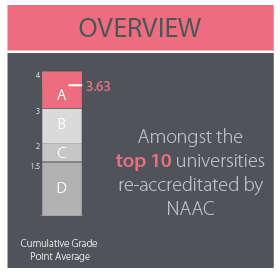 OVERVIEW
4
A
3.63
3
B
2
C
1.5
D
Amongst the
top 10 universities
re-accreditated by
NAAC
Cumulative Grade
Point Average